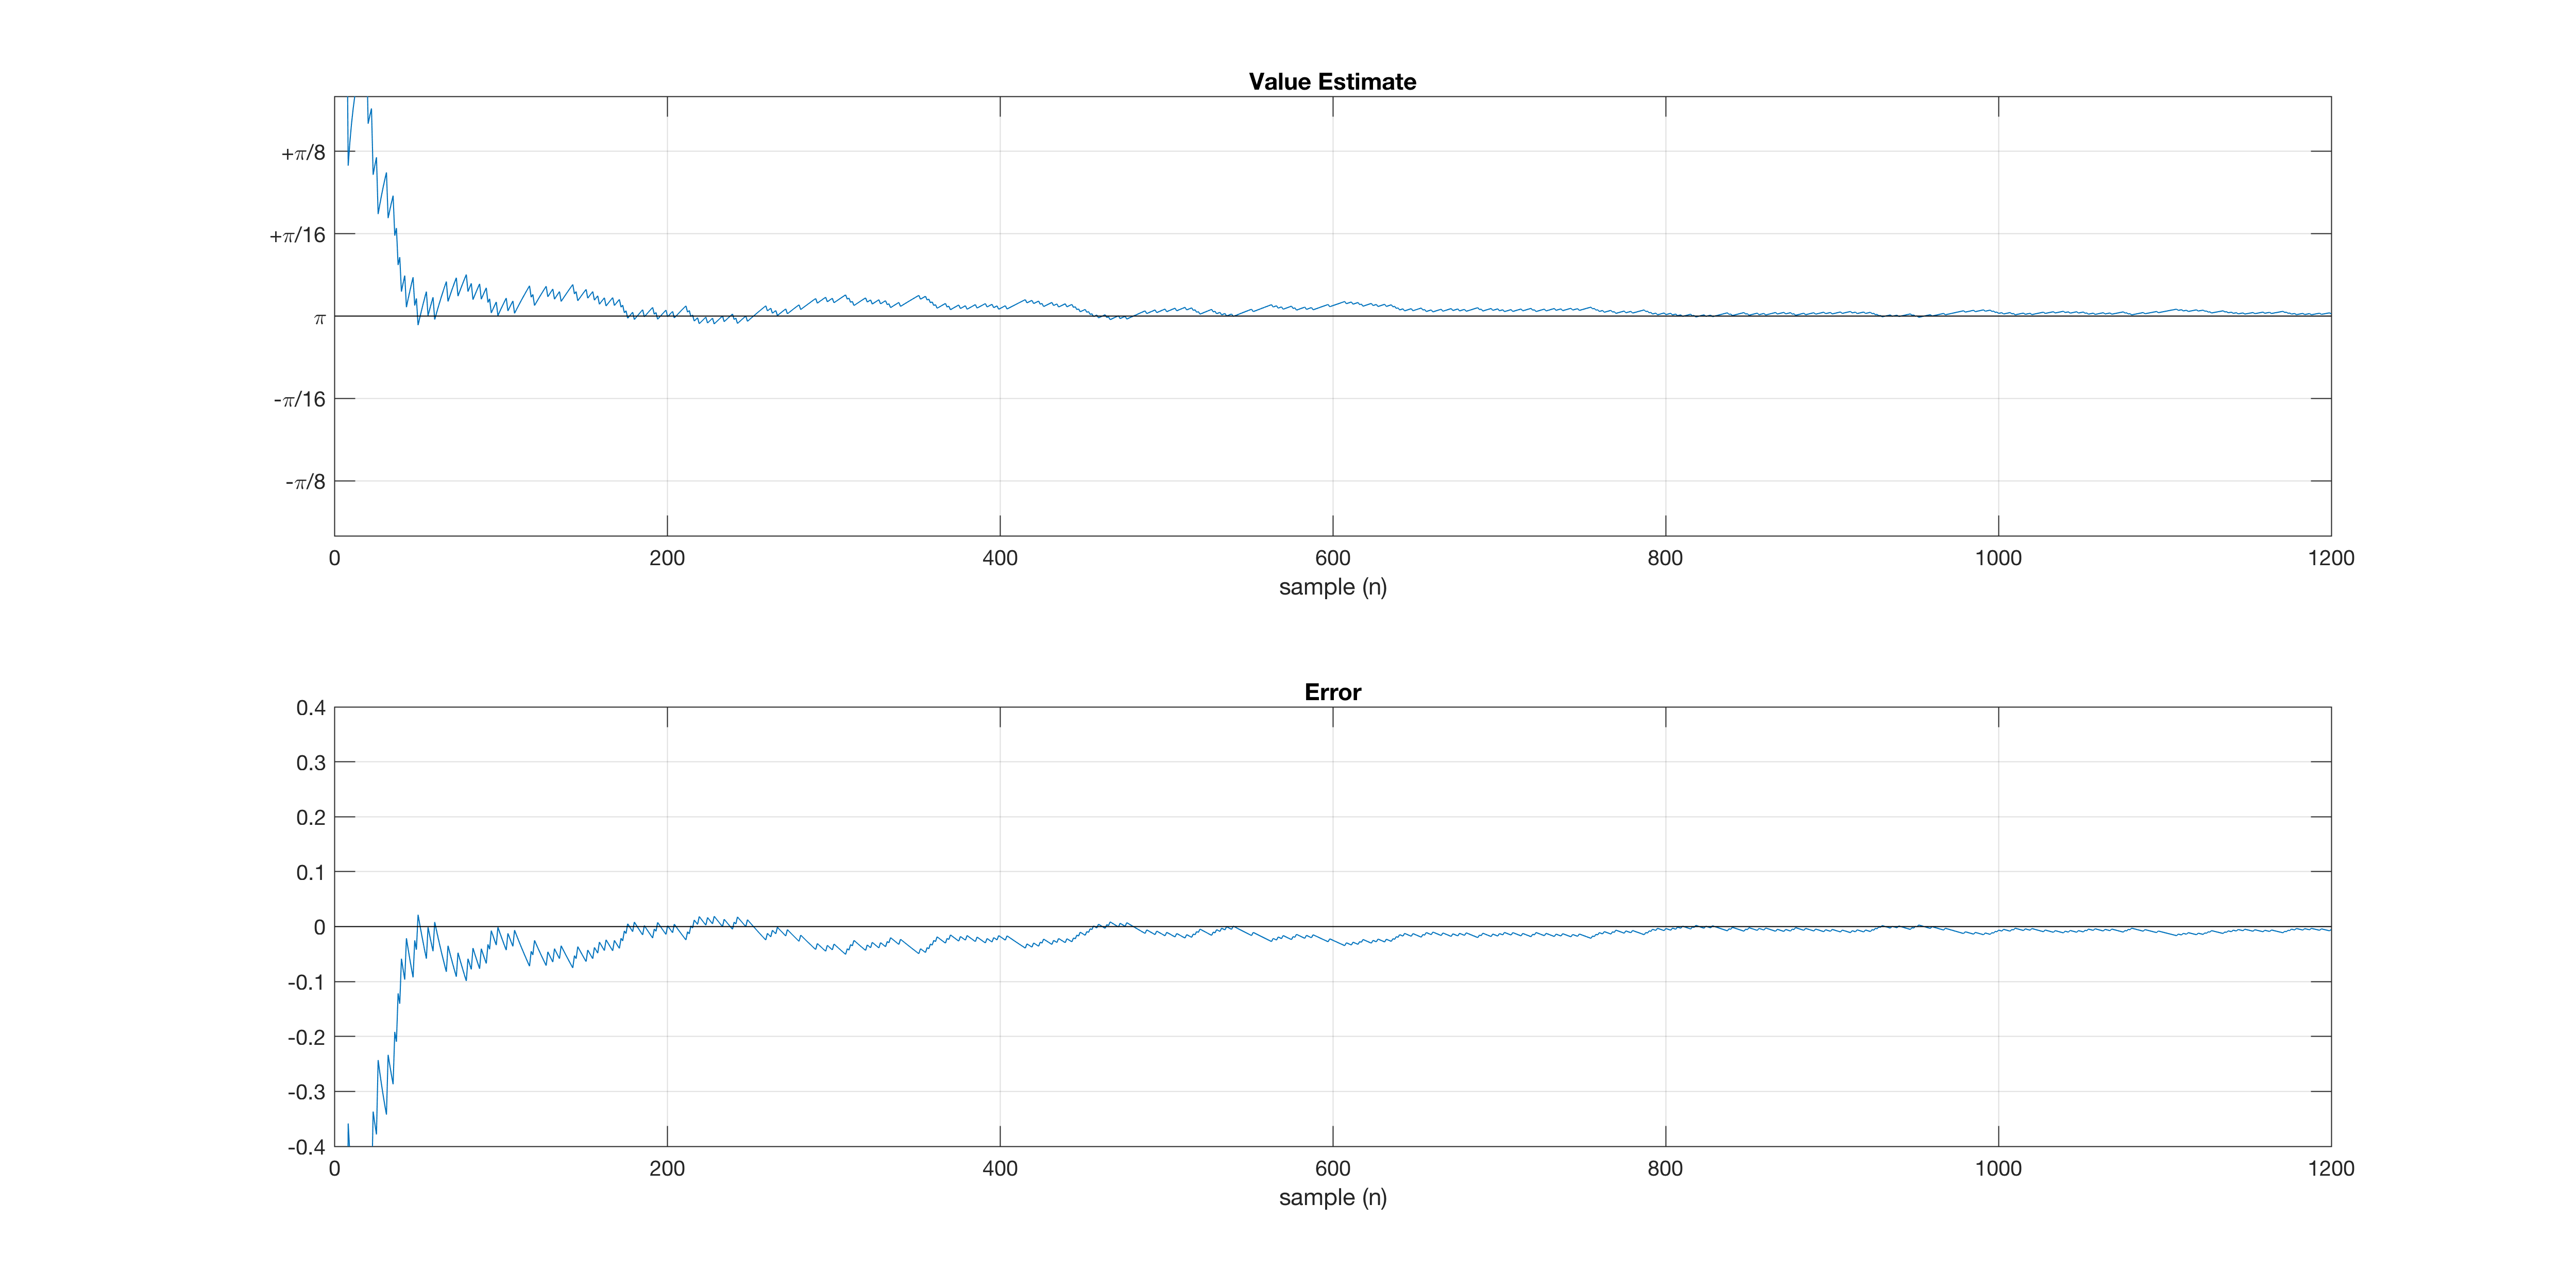 Value Estimate
+π/8
+π/16
π
-π/16
-π/8
0 200 400 600 800 1000 1200
sample (n)
Error
0.4
0.3
0.2
0.1
0
-0.1
-0.2
-0.3
-0.4
0 200 400 600 800 1000 1200
sample (n)